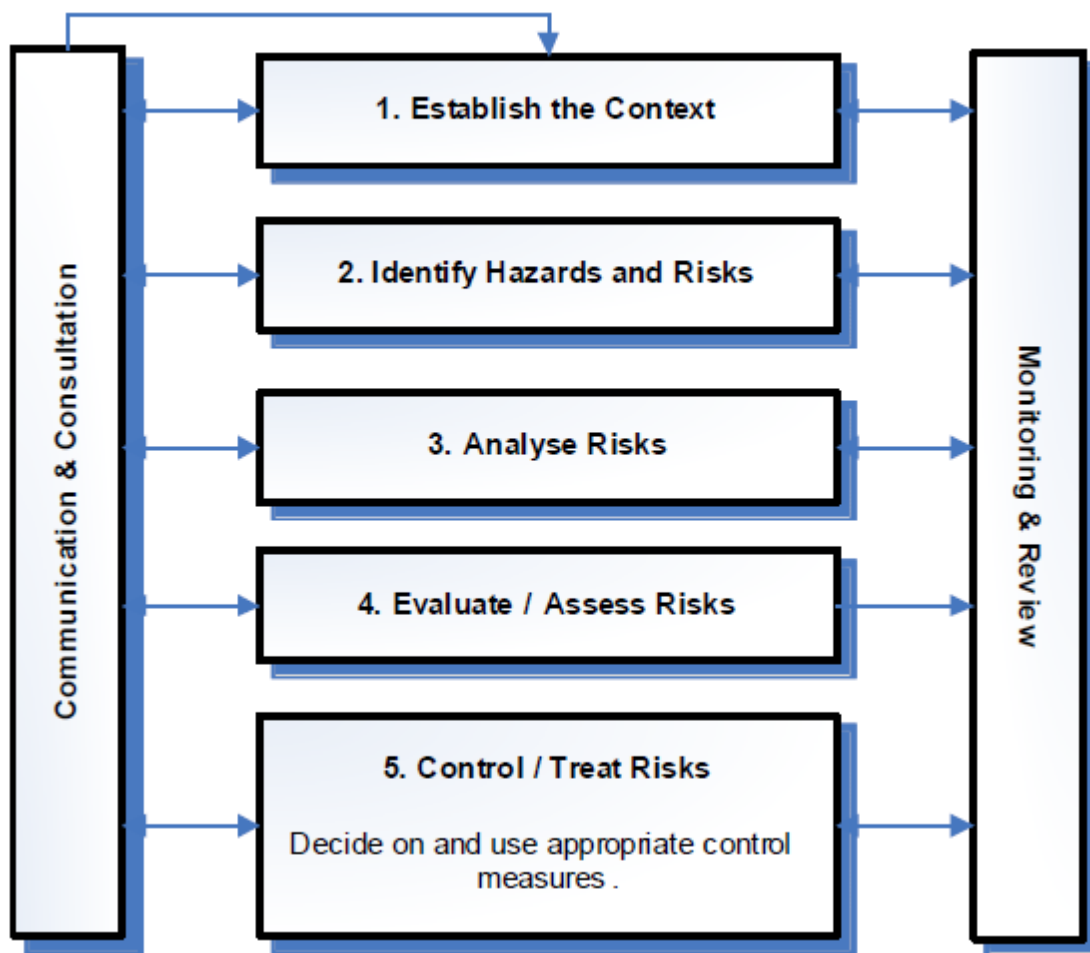 Communication & Consultation
1. Establish the Context
2. Identify Hazards and Risks
3. Analyse Risks
4. Evaluate / Assess Risks
5. Control / Treat Risks
Decide on and use appropriate control
measures .
Monitoring & Review